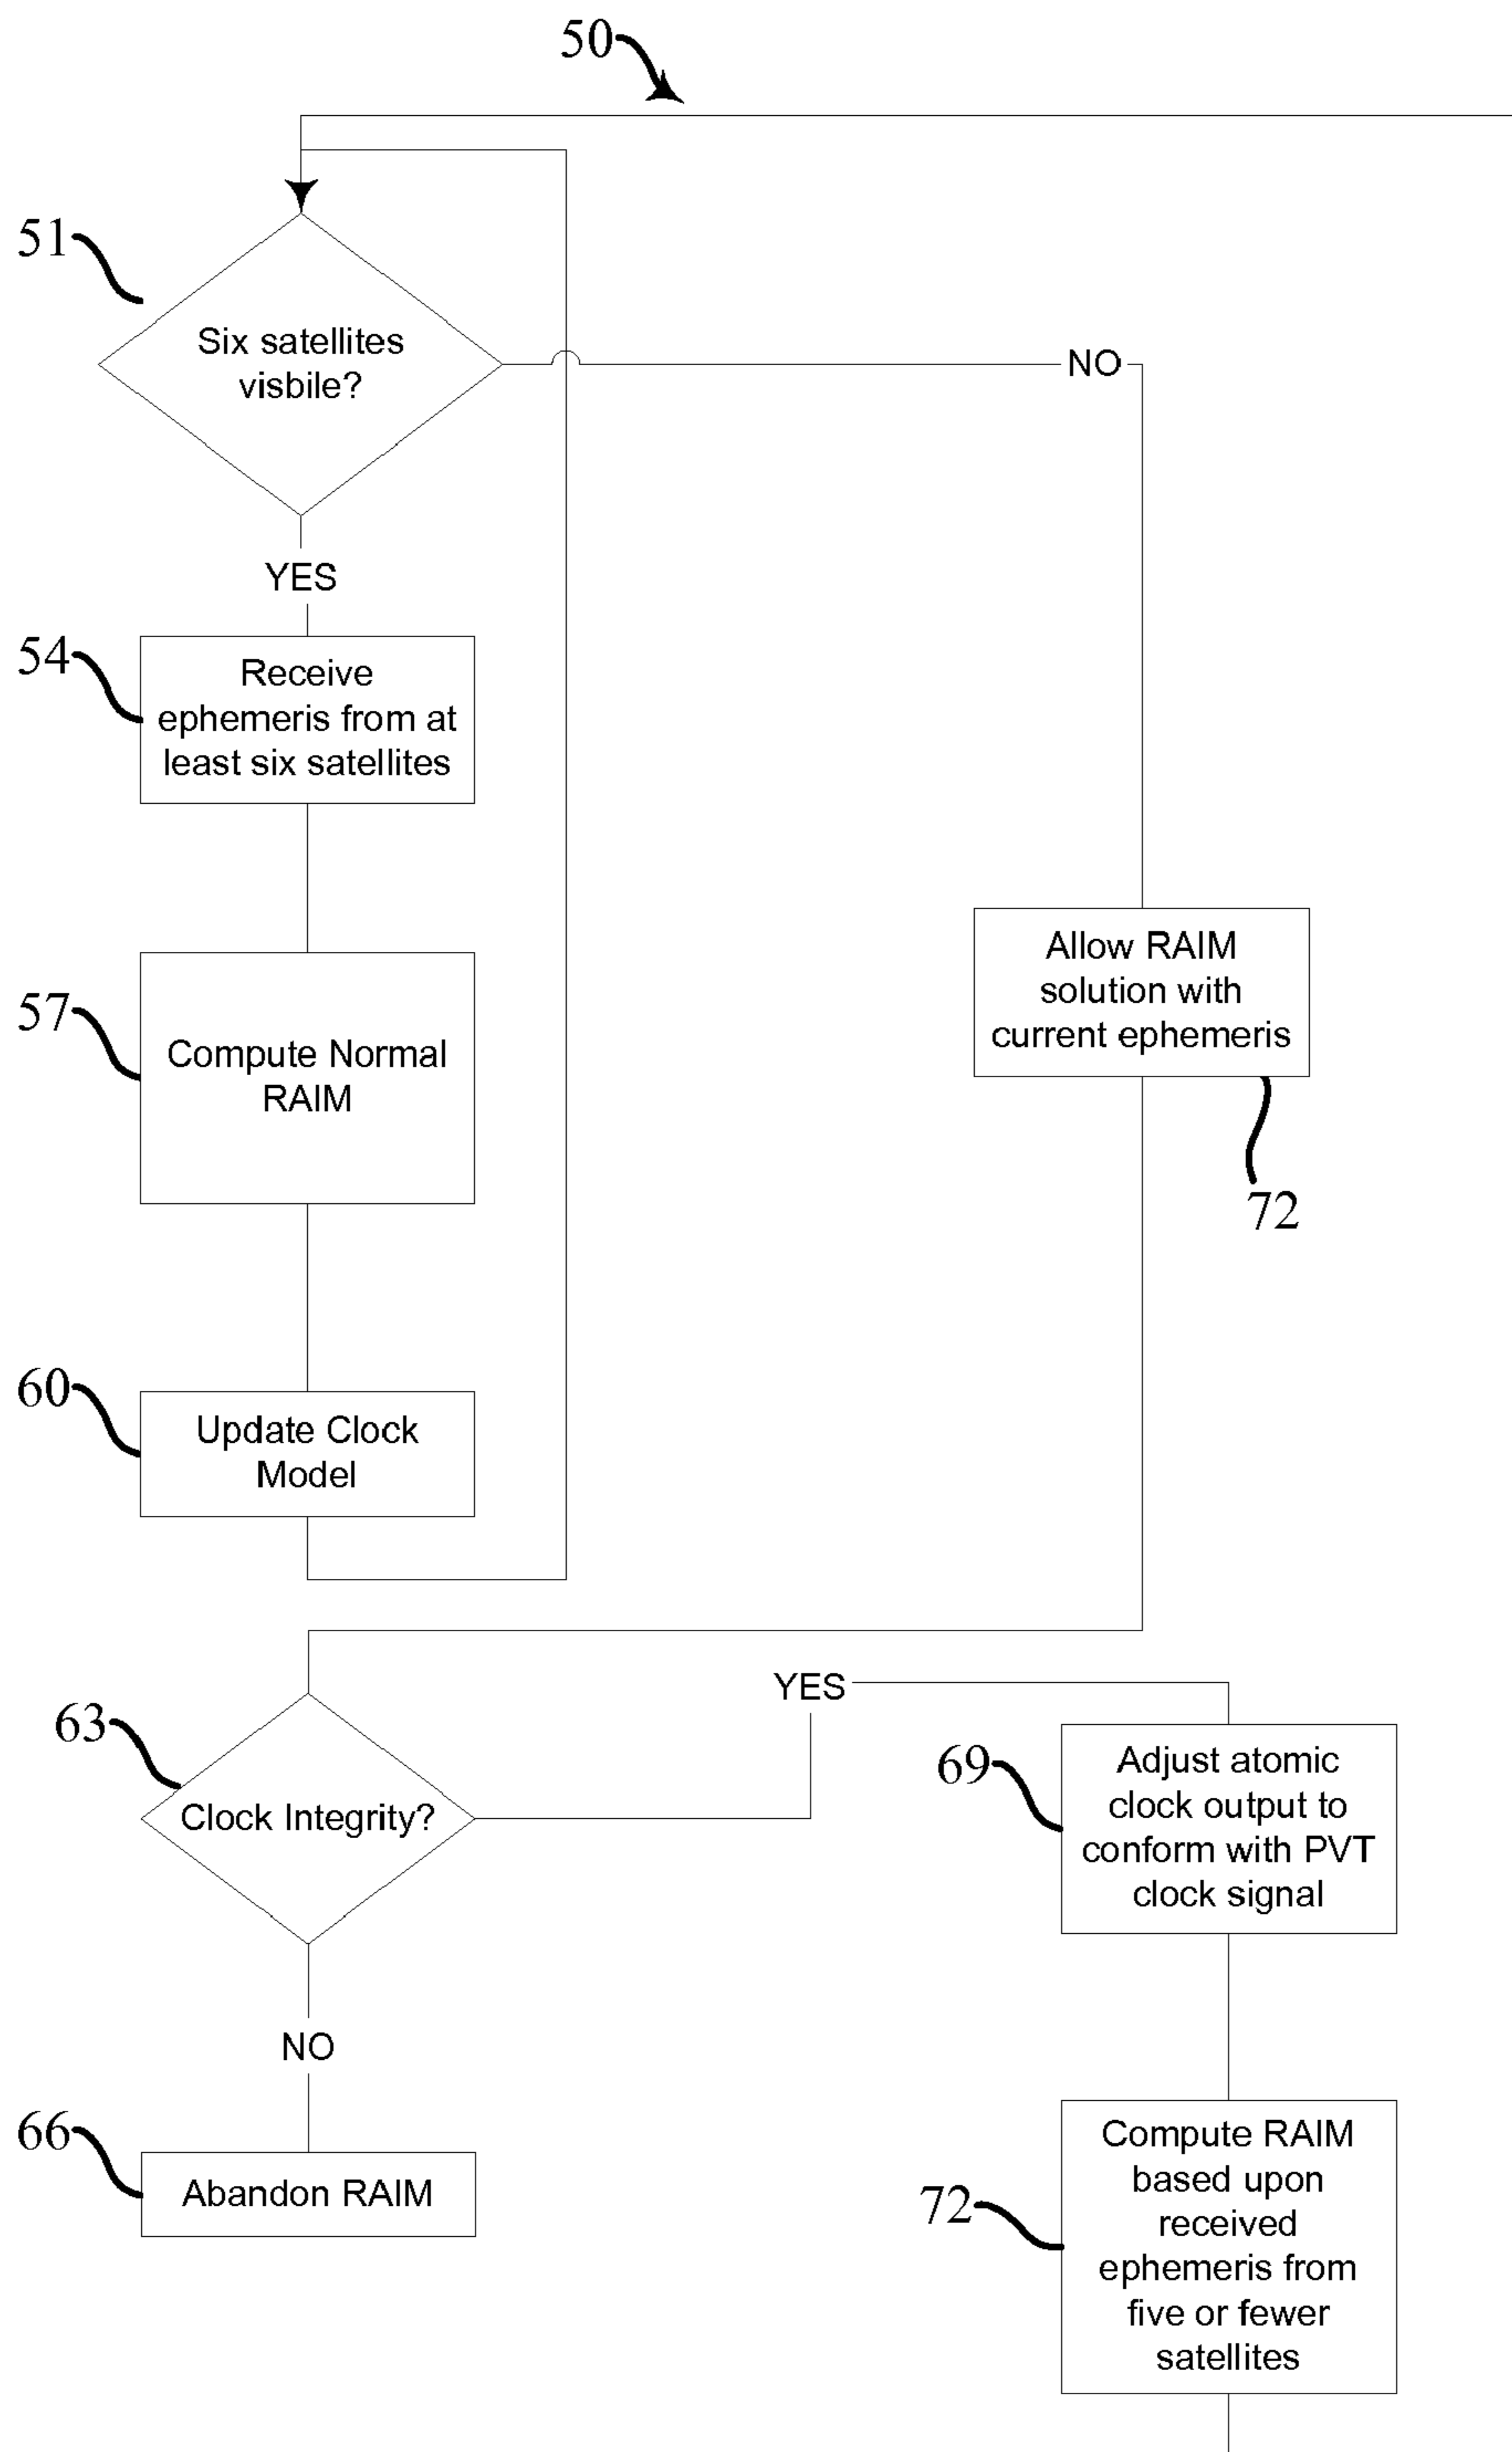 50
51
Six satellites
visbile?
NO
YES
54
Receive
ephemeris from at
least six satellites
Allow RAIM
solution with
current ephemeris
72
57
Compute Normal
RAIM
60
Update Clock
Model
63
Clock Integrity?
YES
69
Adjust atomic
clock output to
conform with PVT
clock signal
NO
66
Abandon RAIM
72
Compute RAIM
based upon
received
ephemeris from
five or fewer
satellites